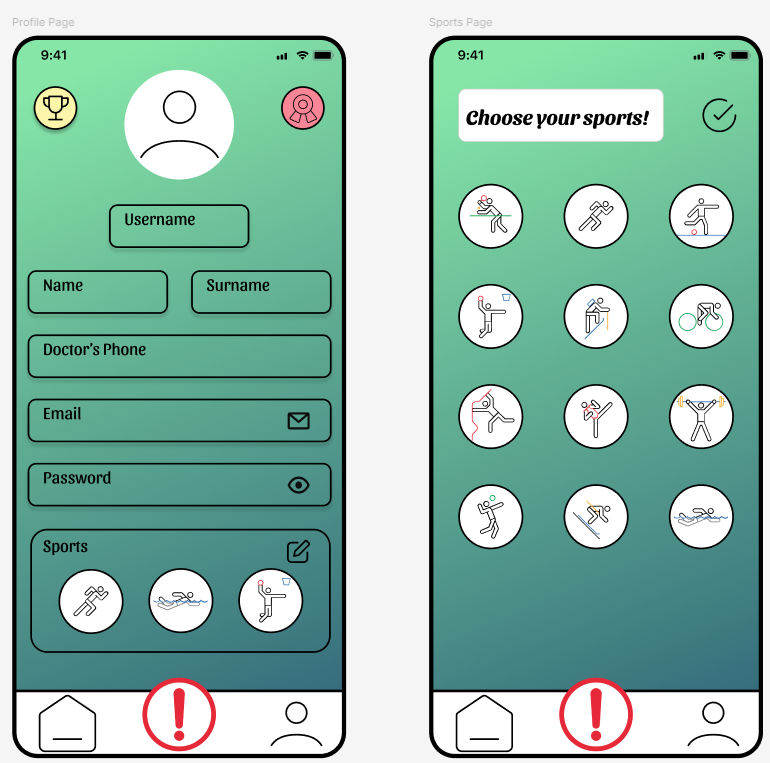 Profile Page
9:41
Username
Name
Surname
Doctor's Phone
Email
Password
Sports
Sports Page
9:41
Choose your sports!